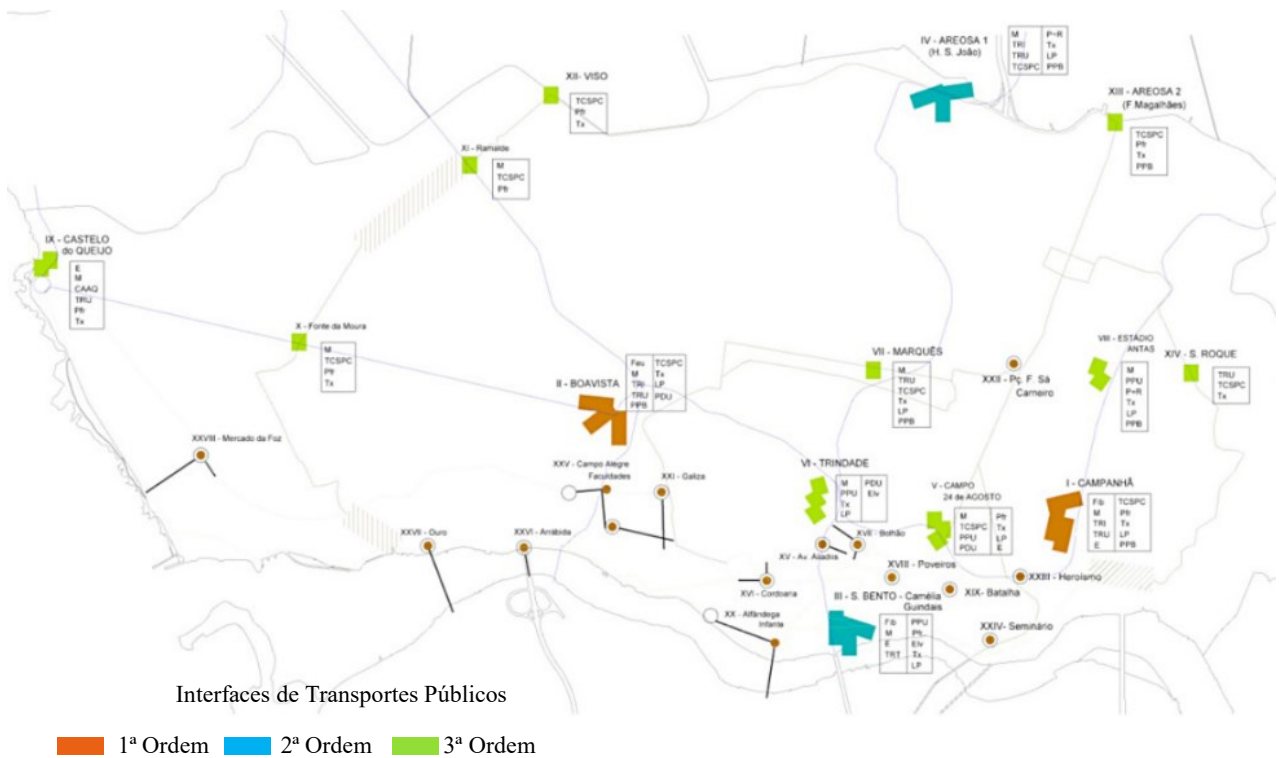 IV - AREOSA 1
(H. S. João)
M P+R
TRI Tx
TRU LP
TCSPC PPB
XII- VISO
TCSPC
Pfr
Tx
XIII - AREOSA 2
(F.Magalhães)
TCSPC
Pfr
Tx
PPB
XI - Ramalde
M
TCSPC
Pfr
IX - CASTELO
do QUEIJO
E
M
CAAQ
TRU
Pfr
Tx
X - Fonte da Moura
M
TCSPC
Pfr
Tx
II - BOAVISTA
Feu TCSPC
M Tx
TRI LP
TRU PDU
PPB
VII - MARQUÊS
M
TRU
TCSPC
Tx
LP
PPB
XXII - Pç. F. Sá
Carneiro
VIII - ESTÁDIO
ANTAS
M
PPU
P+R
Tx
LP
PPB
XIV - S. ROQUE
TRU
TCSPC
Tx
XXVIII - Mercado da Foz
XXV - Campo Alegre
Faculdades
XXI - Galiza
VI - TRINDADE
M PDU
PPU Elv
Tx
LP
V - CAMPO
24 de AGOSTO
M Pfr
TCSPC Tx
PPU LP
PDU E
I - CAMPANHÃ
Fib TCSPC
M Pfr
TRI Tx
TRU LP
E PPB
XXVII - Ouro
XXVI - Arrábida
XVII - Bolhão
XV - Av. Aliados
XVIII - Poveiros
XXIII - Heroísmo
XVI - Cordoaria
XIX- Batalha
III - S. BENTO - Camélia
Guindais
Fib PPU
M Pfr
E Elv
TRT Tx
LP
XX - Alfândega
Infante
XXIV- Seminário
Interfaces de Transportes Públicos
1ª Ordem 2ª Ordem 3ª Ordem